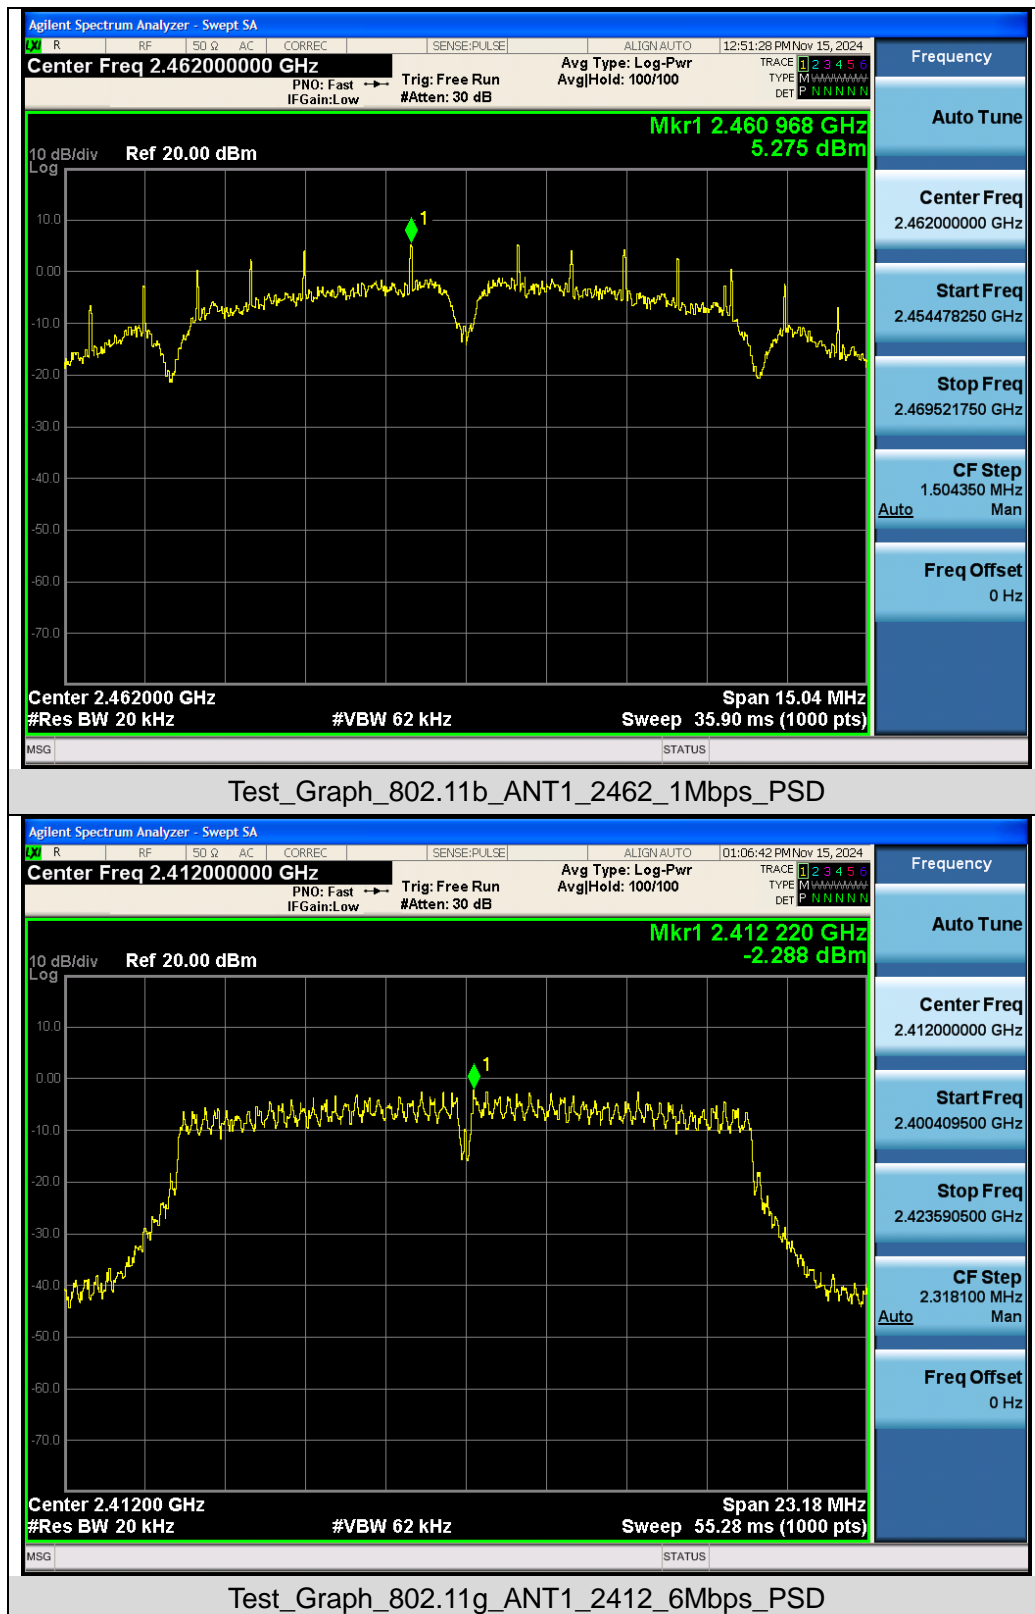 Agilent Spectrum Analyzer - Swept SA
LXI R RF 50 Ω AC CORREC SENSE:PULSE ALIGN AUTO 12:51:28 PM Nov 15, 2024
Center Freq 2.462000000 GHz
PNO: Fast
IFGain:Low
Trig: Free Run
#Atten: 30 dB
Avg Type: Log-Pwr
Avg|Hold: 100/100
TRACE 1 2 3 4 5 6
TYPE M
DET P N N N N N
Mkr1 2.460 968 GHz
5.275 dBm
10 dB/div Ref 20.00 dBm
Log
10.0
0.00
-10.0
-20.0
-30.0
-40.0
-50.0
-60.0
-70.0
1
Center 2.462000 GHz Span 15.04 MHz
#Res BW 20 kHz #VBW 62 kHz Sweep 35.90 ms (1000 pts)
MSG STATUS
Frequency
Auto Tune
Center Freq
2.462000000 GHz
Start Freq
2.454478250 GHz
Stop Freq
2.469521750 GHz
CF Step
1.504350 MHz
Auto Man
Freq Offset
0 Hz
Test_Graph_802.11b_ANT1_2462_1Mbps_PSD
Agilent Spectrum Analyzer - Swept SA
LXI R RF 50 Ω AC CORREC SENSE:PULSE ALIGN AUTO 01:06:42 PM Nov 15, 2024
Center Freq 2.412000000 GHz
PNO: Fast
IFGain:Low
Trig: Free Run
#Atten: 30 dB
Avg Type: Log-Pwr
Avg|Hold: 100/100
TRACE 1 2 3 4 5 6
TYPE M
DET P N N N N N
Mkr1 2.412 220 GHz
-2.288 dBm
10 dB/div Ref 20.00 dBm
Log
10.0
0.00
-10.0
-20.0
-30.0
-40.0
-50.0
-60.0
-70.0
1
Center 2.41200 GHz Span 23.18 MHz
#Res BW 20 kHz #VBW 62 kHz Sweep 55.28 ms (1000 pts)
MSG STATUS
Frequency
Auto Tune
Center Freq
2.412000000 GHz
Start Freq
2.400409500 GHz
Stop Freq
2.423590500 GHz
CF Step
2.318100 MHz
Auto Man
Freq Offset
0 Hz
Test_Graph_802.11g_ANT1_2412_6Mbps_PSD